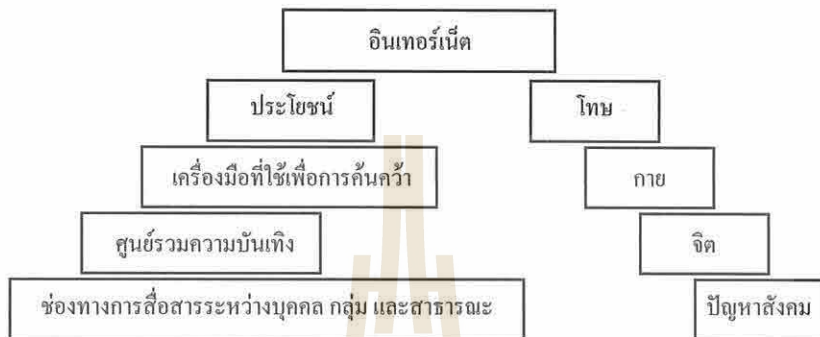 อินเทอร์เน็ต
ประโยชน์ โทษ
เครื่องมือที่ใช้เพื่อการค้นคว้า กาย
ศูนย์รวมความบันเทิง จิต
ช่องทางการสื่อสารระหว่างบุคคล กลุ่ม และสาธารณะ ปัญหาสังคม